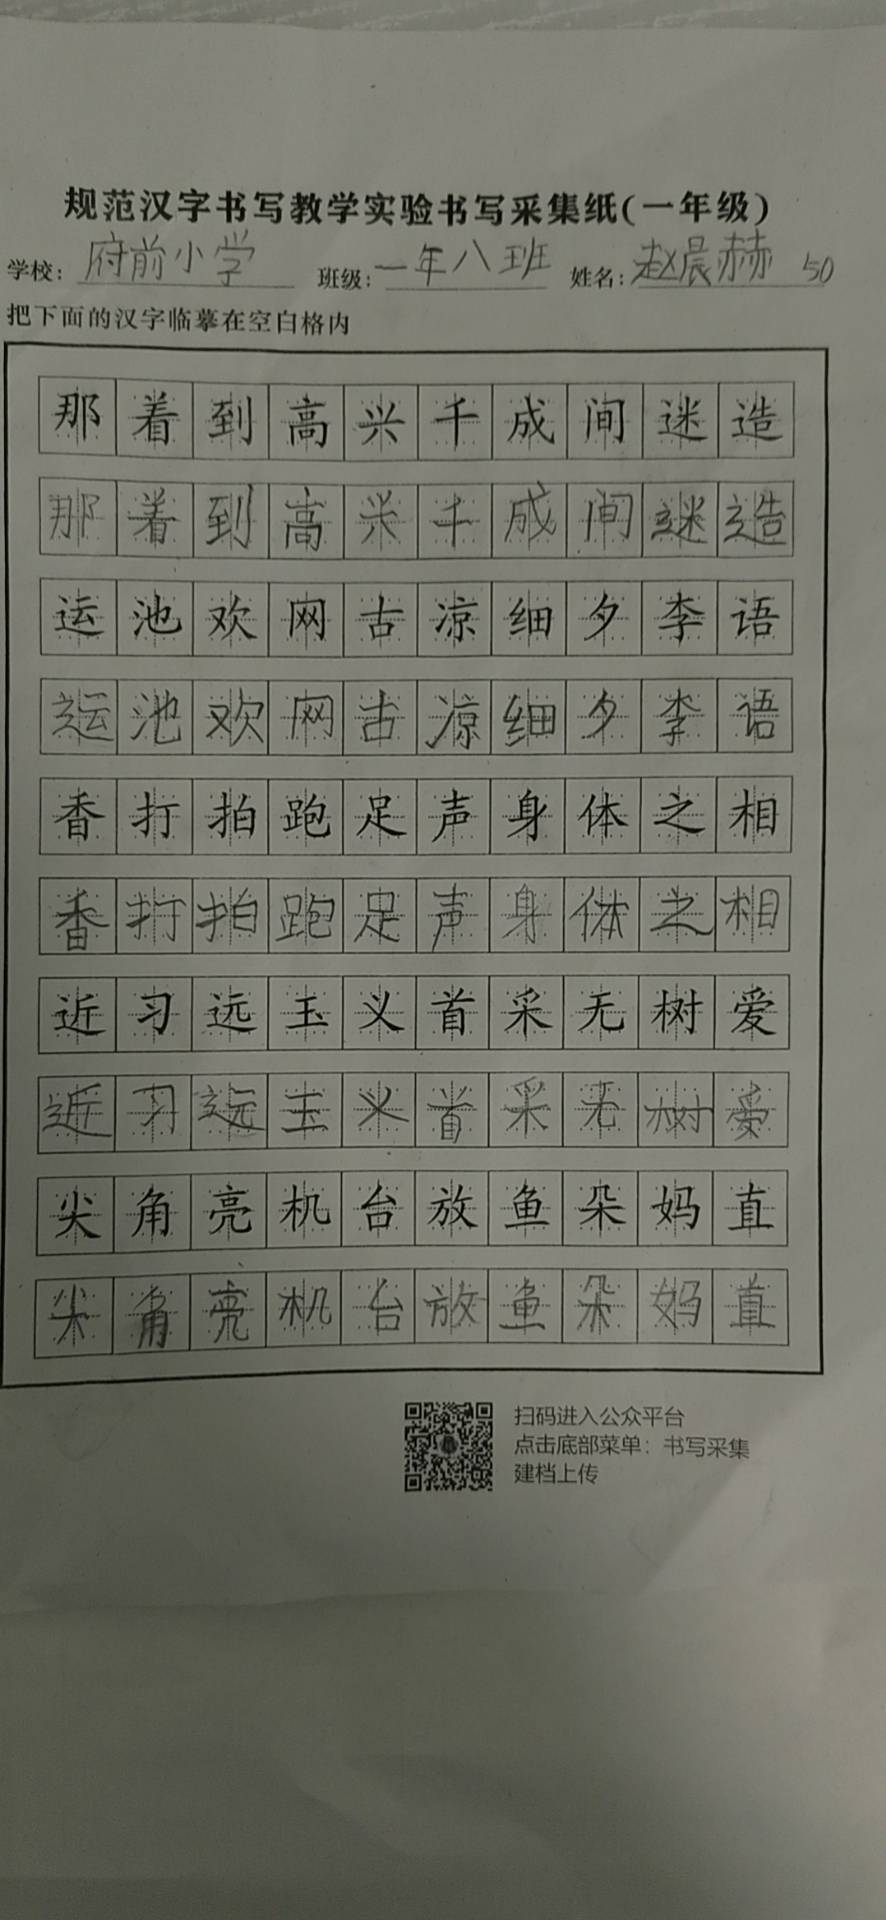 规范汉字书写教学实验书写采集纸(一年级)
学校: 府前小学 班级: 一年八班 姓名: 赵晨赫 50
把下面的汉字临摹在空白格内
那着到高兴千成间迷造
那着到高兴千成间迷造
运池欢网古凉细夕李语
运池欢网古凉细夕李语
香打拍跑足声身体之相
香打拍跑足声身体之相
近习远玉义首采无树爱
近习远玉义首采无树爱
尖角亮机台放鱼朵妈直
尖角亮机台放鱼朵妈直
扫码进入公众平台
点击底部菜单：书写采集
建档上传